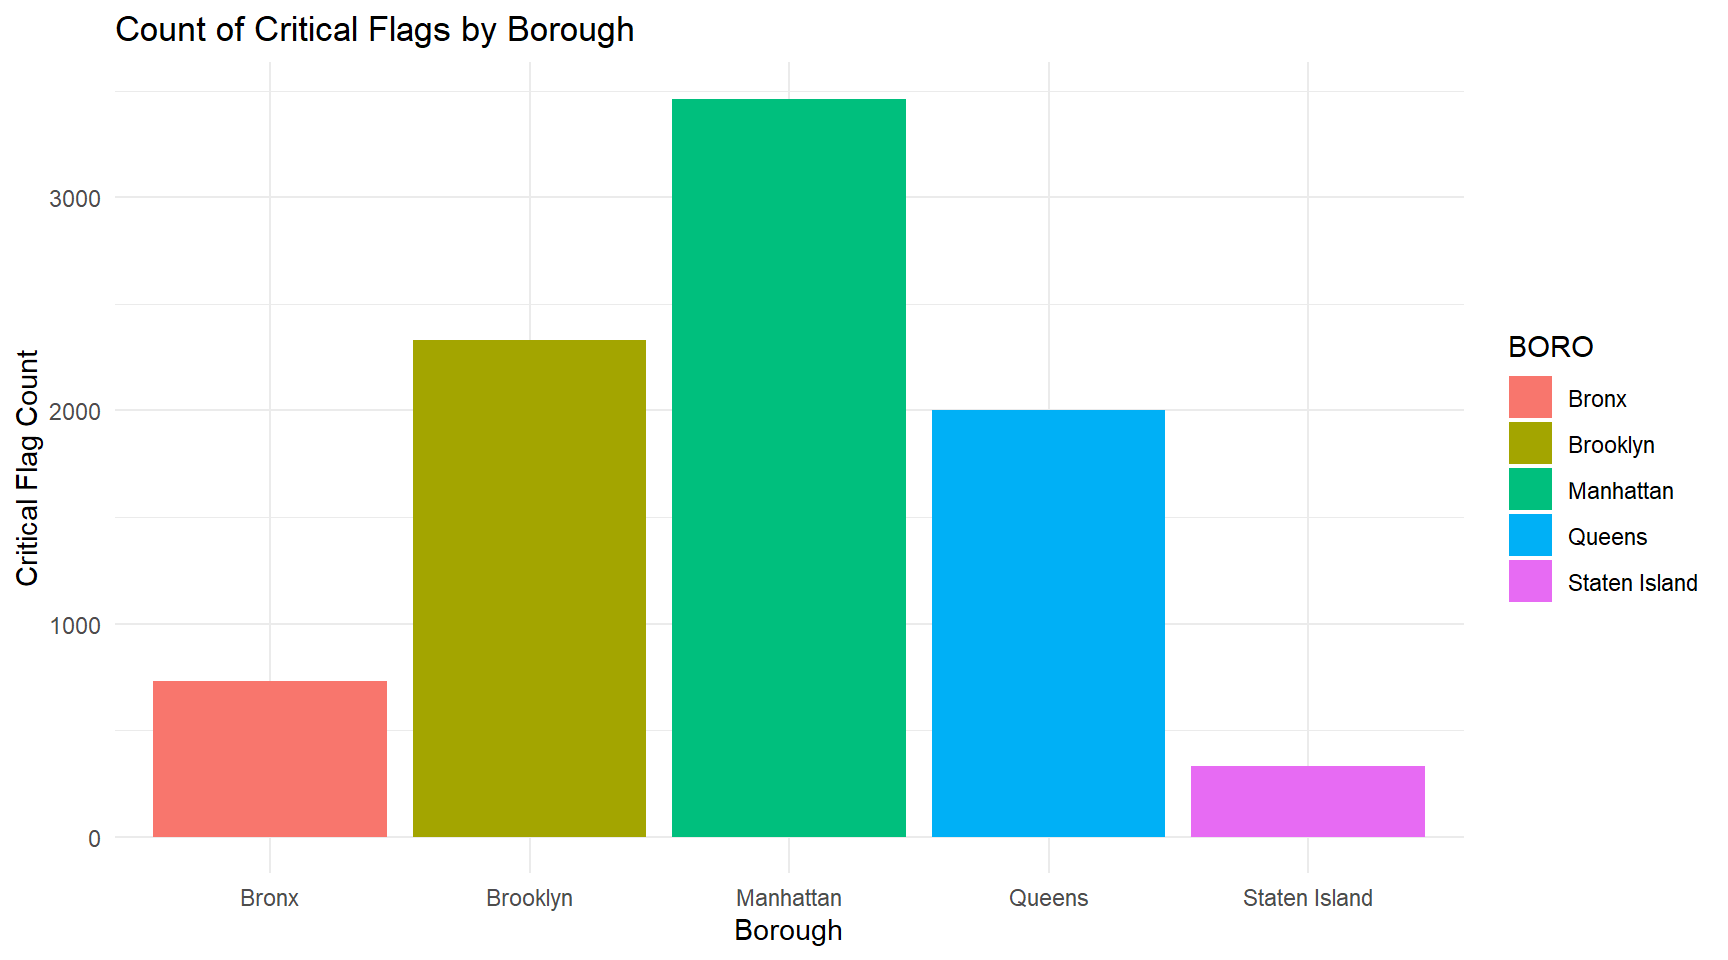 Count of Critical Flags by Borough
Critical Flag Count
3000
2000
1000
0
Bronx
Brooklyn
Manhattan
Queens
Staten Island
Borough
BORO
Bronx
Brooklyn
Manhattan
Queens
Staten Island